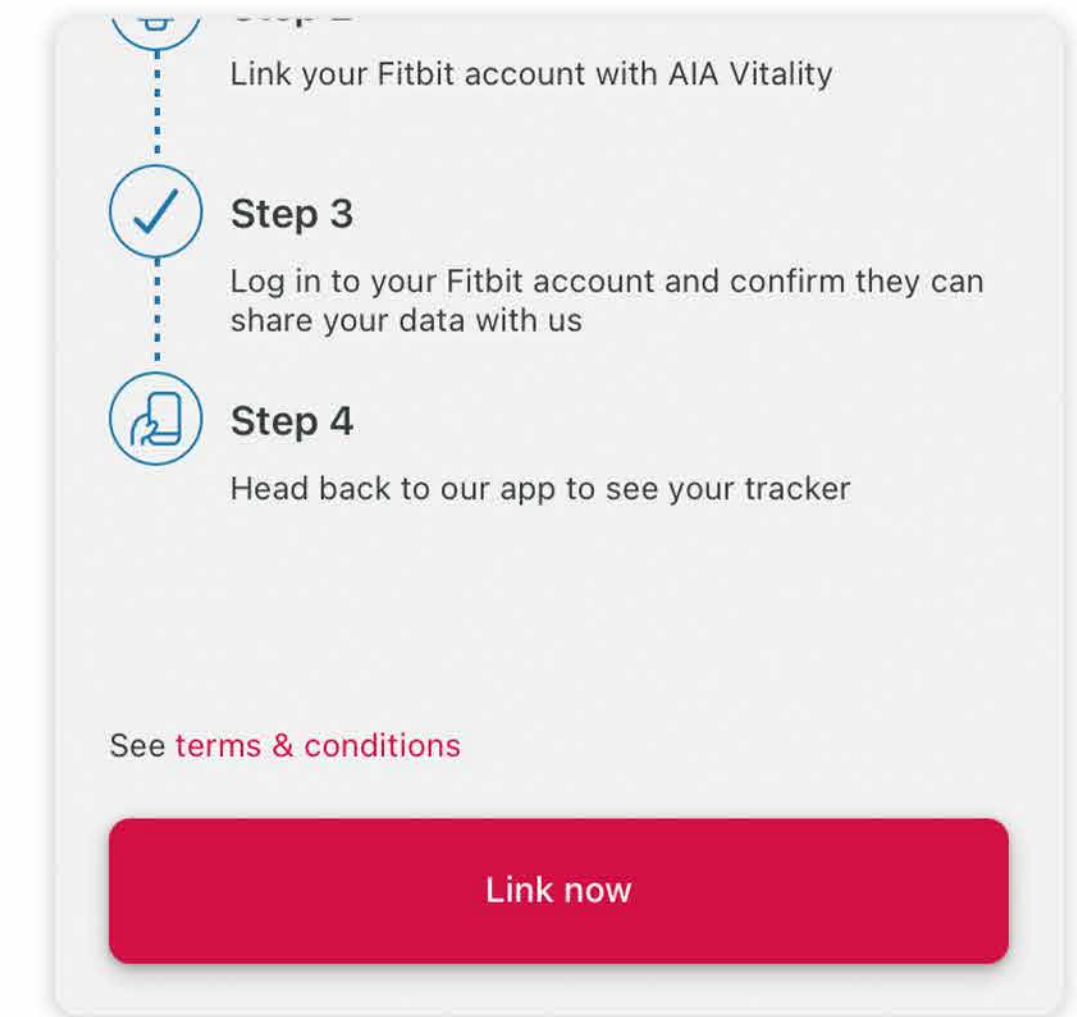 Link your Fitbit account with AIA Vitality
Step 3
Log in to your Fitbit account and confirm they can
share your data with us
Step 4
Head back to our app to see your tracker
See terms & conditions
Link now